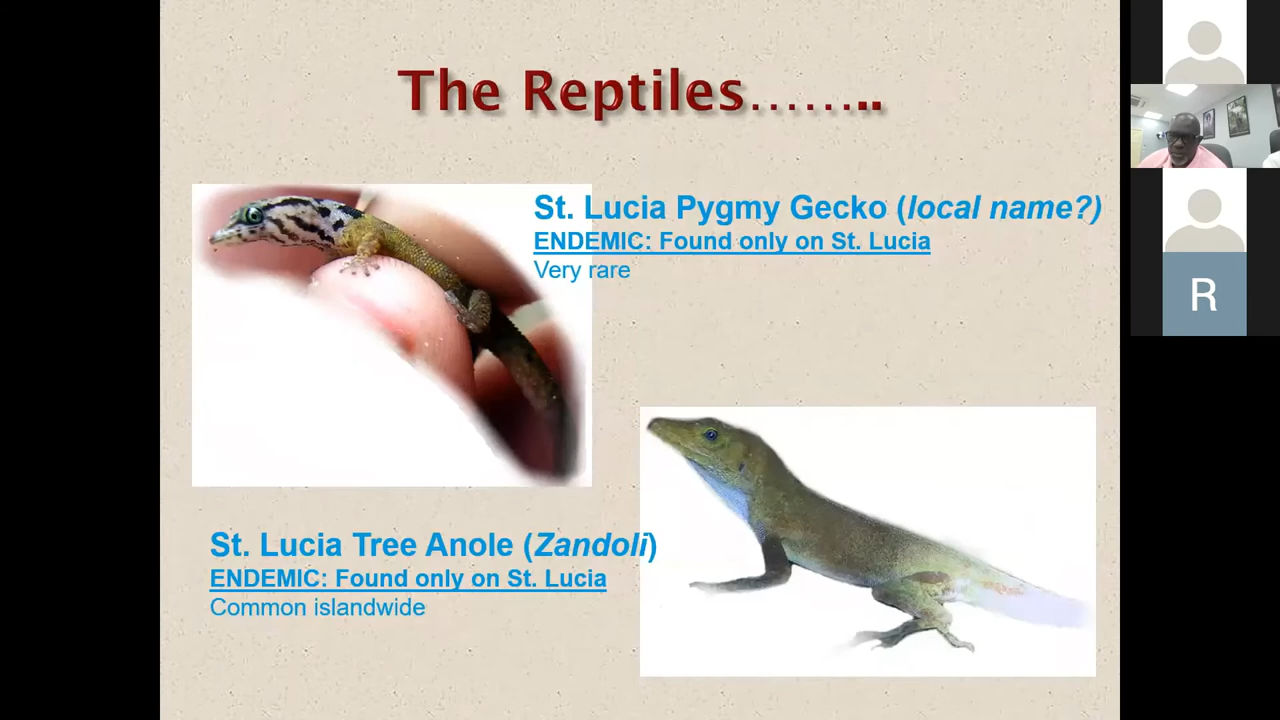 The Reptiles……..
St. Lucia Pygmy Gecko (local name?)
ENDEMIC: Found only on St. Lucia
Very rare
R
St. Lucia Tree Anole (Zandoli)
ENDEMIC: Found only on St. Lucia
Common islandwide